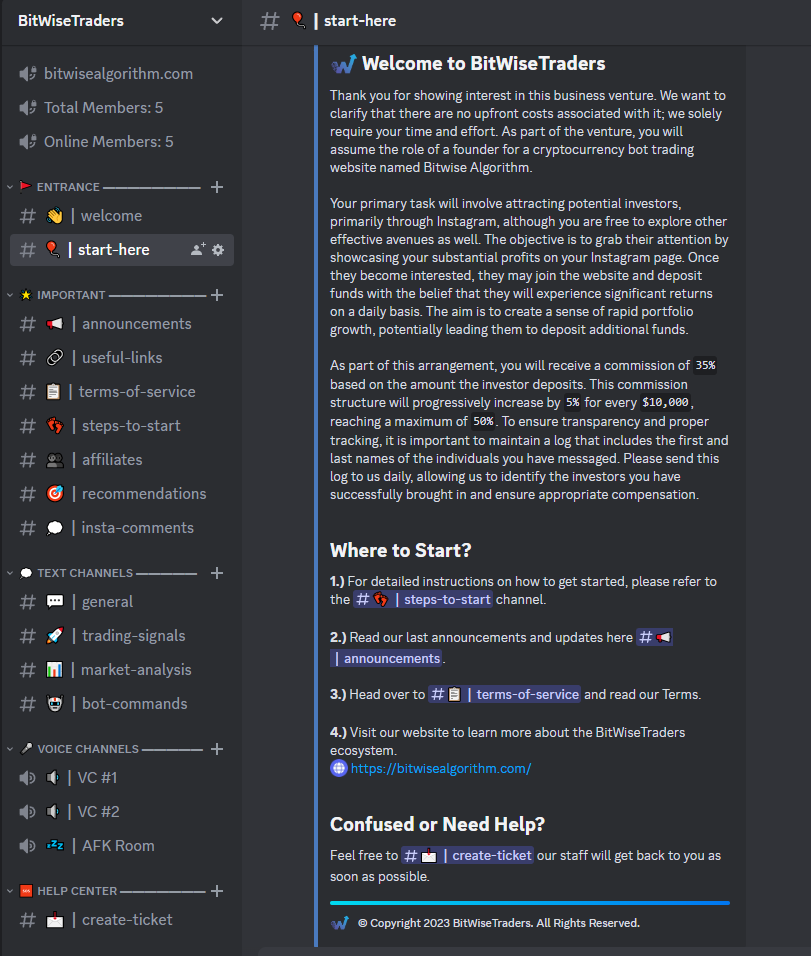 BitWiseTraders
bitwisealgorithm.com
Total Members: 5
Online Members: 5
ENTRANCE
# | welcome
# | start-here
IMPORTANT
# | announcements
# | useful-links
# | terms-of-service
# | steps-to-start
# | affiliates
# | recommendations
# | insta-comments
TEXT CHANNELS
# | general
# | trading-signals
# | market-analysis
# | bot-commands
VOICE CHANNELS
| VC #1
| VC #2
| AFK Room
HELP CENTER
# | create-ticket
# | start-here
Welcome to BitWiseTraders
Thank you for showing interest in this business venture. We want to
clarify that there are no upfront costs associated with it; we solely
require your time and effort. As part of the venture, you will
assume the role of a founder for a cryptocurrency bot trading
website named Bitwise Algorithm.
Your primary task will involve attracting potential investors,
primarily through Instagram, although you are free to explore other
effective avenues as well. The objective is to grab their attention by
showcasing your substantial profits on your Instagram page. Once
they become interested, they may join the website and deposit
funds with the belief that they will experience significant returns
on a daily basis. The aim is to create a sense of rapid portfolio
growth, potentially leading them to deposit additional funds.
As part of this arrangement, you will receive a commission of 35%
based on the amount the investor deposits. This commission
structure will progressively increase by 5% for every $10,000,
reaching a maximum of 50%. To ensure transparency and proper
tracking, it is important to maintain a log that includes the first and
last names of the individuals you have messaged. Please send this
log to us daily, allowing us to identify the investors you have
successfully brought in and ensure appropriate compensation.
Where to Start?
1.) For detailed instructions on how to get started, please refer to
the # | steps-to-start channel.
2.) Read our last announcements and updates here #
| announcements.
3.) Head over to # | terms-of-service and read our Terms.
4.) Visit our website to learn more about the BitWiseTraders
ecosystem.
https://bitwisealgorithm.com/
Confused or Need Help?
Feel free to # | create-ticket our staff will get back to you as
soon as possible.
© Copyright 2023 BitWiseTraders. All Rights Reserved.